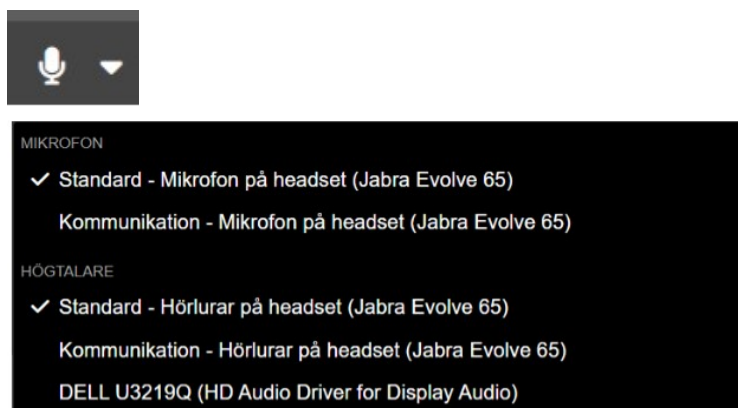 MIKROFON
Standard - Mikrofon på headset (Jabra Evolve 65)
Kommunikation - Mikrofon på headset (Jabra Evolve 65)
HÖGTALARE
Standard - Hörlurar på headset (Jabra Evolve 65)
Kommunikation - Hörlurar på headset (Jabra Evolve 65)
DELL U3219Q (HD Audio Driver for Display Audio)